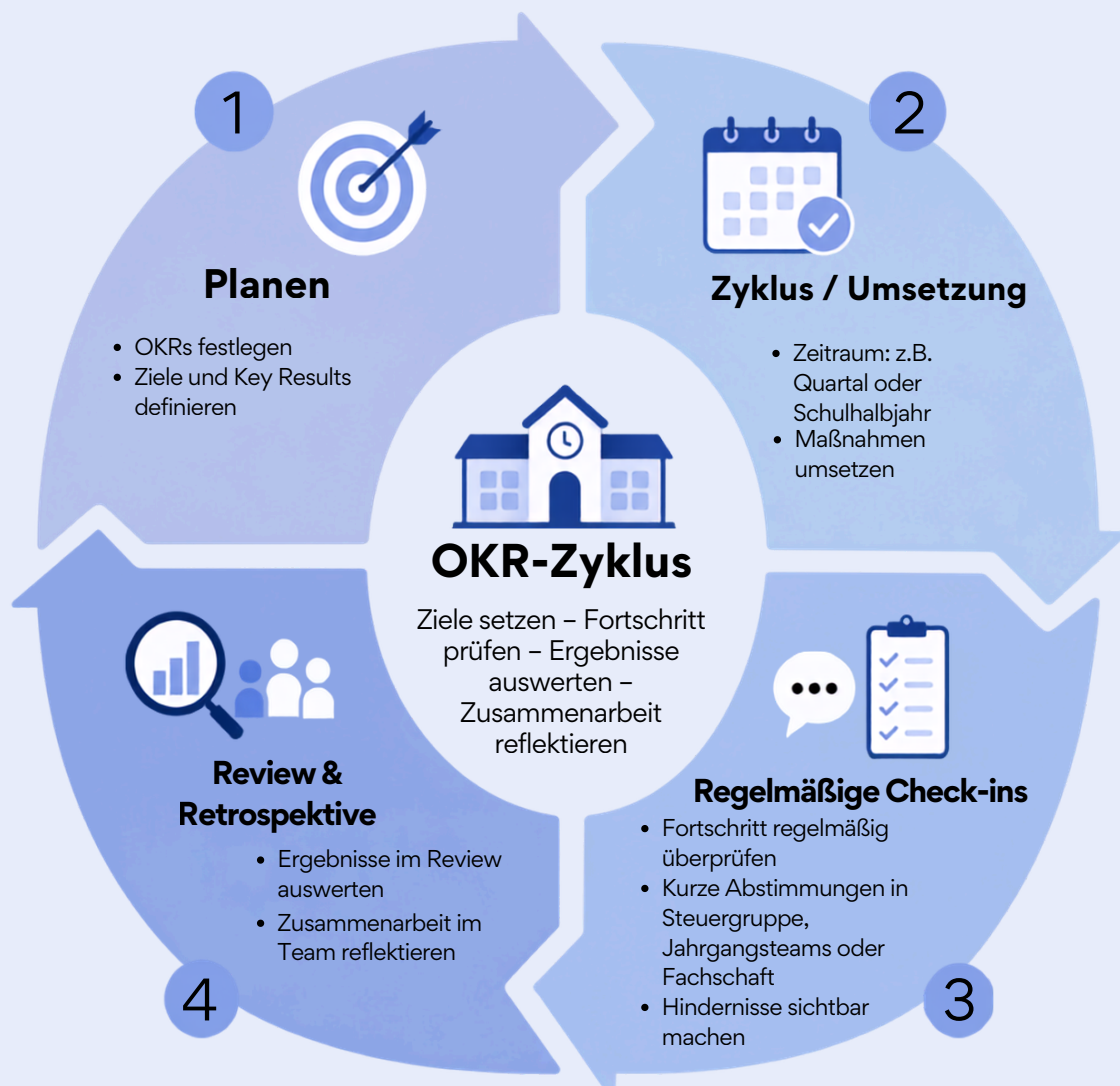 1
Planen
• OKRs festlegen
• Ziele und Key Results
definieren
2
Zyklus / Umsetzung
• Zeitraum: z.B.
Quartal oder
Schulhalbjahr
• Maßnahmen
umsetzen
OKR-Zyklus
Ziele setzen – Fortschritt
prüfen – Ergebnisse
auswerten –
Zusammenarbeit
reflektieren
Regelmäßige Check-ins
• Fortschritt regelmäßig
überprüfen
• Kurze Abstimmungen in
Steuergruppe,
Jahrgangsteams oder
Fachschaft
• Hindernisse sichtbar
machen
3
Review &
Retrospektive
• Ergebnisse im Review
auswerten
• Zusammenarbeit im
Team reflektieren
4